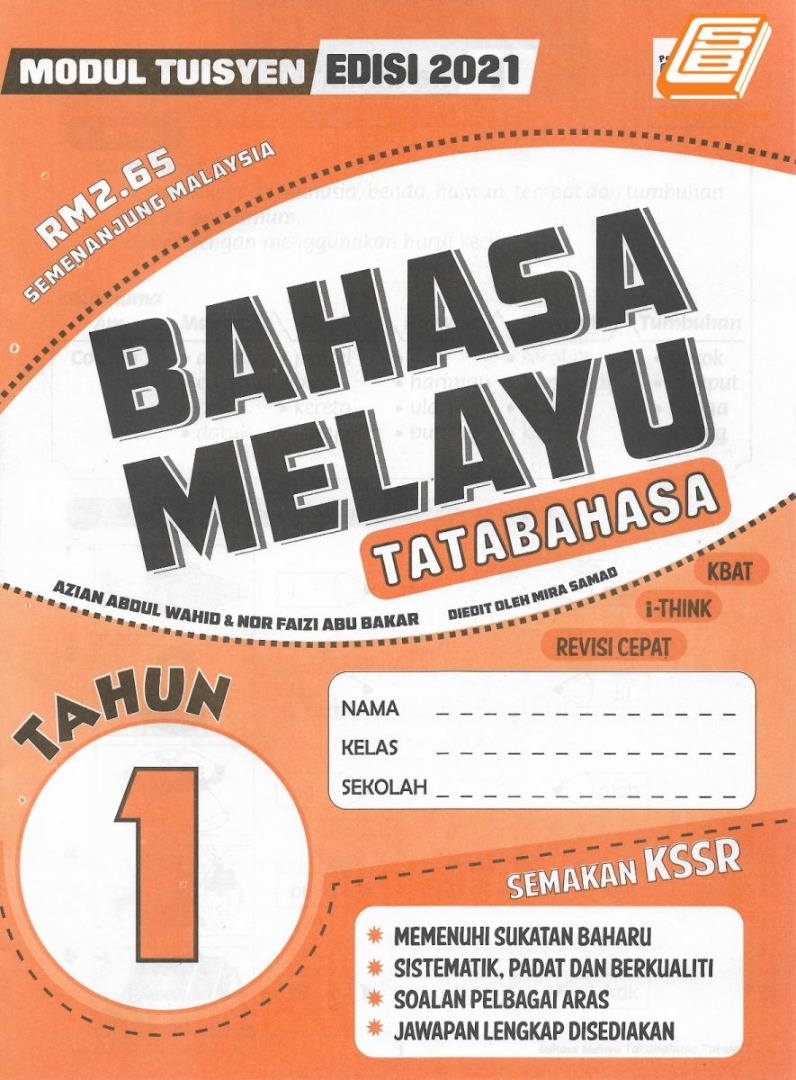 MODUL TUISYEN EDISI 2021
SB
RM2.65
SEMENANJUNG MALAYSIA
BAHASA
MELAYU
TATABAHASA
AZIAN ABDUL WAHID & NOR FAIZI ABU BAKAR
DIEDIT OLEH MIRA SAMAD
KBAT
i-THINK
REVISI CEPAT
TAHUN
1
NAMA
KELAS
SEKOLAH
SEMAKAN KSSR
MEMENUHI SUKATAN BAHARU
SISTEMATIK, PADAT DAN BERKUALITI
SOALAN PELBAGAI ARAS
JAWAPAN LENGKAP DISEDIAKAN